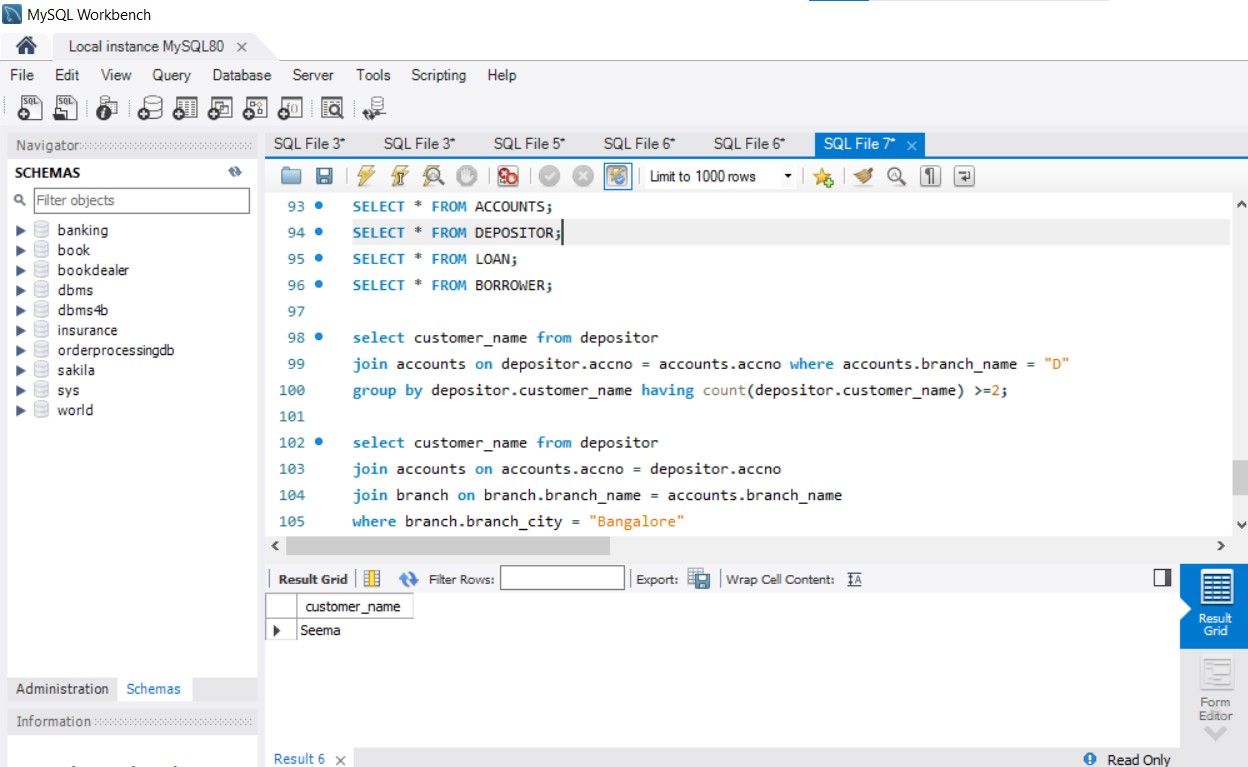 MySQL Workbench
Local instance MySQL80
File Edit View Query Database Server Tools Scripting Help
SQL SQL
Navigator
SCHEMAS
Filter objects
banking
book
bookdealer
dbms
dbms4b
insurance
orderprocessingdb
sakila
sys
world
Administration Schemas
Information
SQL File 3* SQL File 3* SQL File 5* SQL File 6* SQL File 6* SQL File 7*
Limit to 1000 rows
93 SELECT * FROM ACCOUNTS;
94 SELECT * FROM DEPOSITOR;
95 SELECT * FROM LOAN;
96 SELECT * FROM BORROWER;
97
98 select customer_name from depositor
99 join accounts on depositor.accno = accounts.accno where accounts.branch_name = "D"
100 group by depositor.customer_name having count(depositor.customer_name) >=2;
101
102 select customer_name from depositor
103 join accounts on accounts.accno = depositor.accno
104 join branch on branch.branch_name = accounts.branch_name
105 where branch.branch_city = "Bangalore"
Result Grid Filter Rows: Export: Wrap Cell Content:
customer_name
Seema
Result
Grid
Form
Editor
Result 6
Read Only